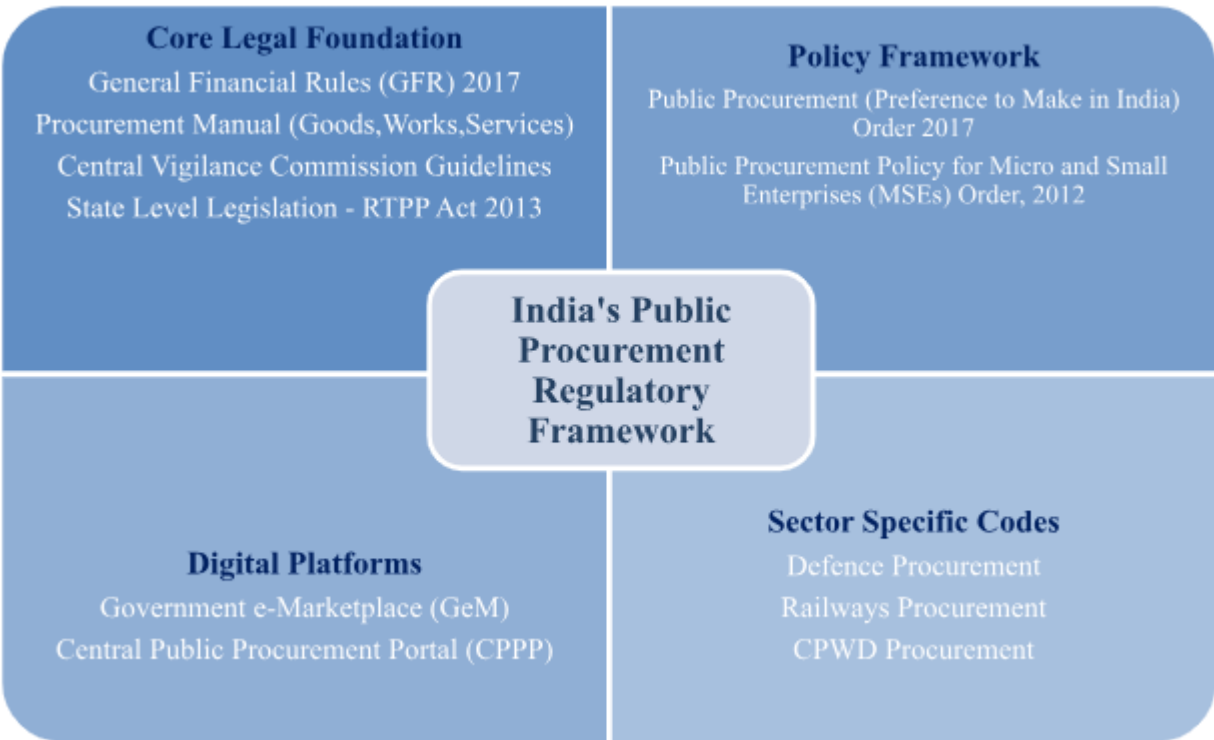 Core Legal Foundation
General Financial Rules (GFR) 2017
Procurement Manual (Goods,Works,Services)
Central Vigilance Commission Guidelines
State Level Legislation - RTPP Act 2013
Policy Framework
Public Procurement (Preference to Make in India)
Order 2017
Public Procurement Policy for Micro and Small
Enterprises (MSEs) Order, 2012
India's Public
Procurement
Regulatory
Framework
Digital Platforms
Government e-Marketplace (GeM)
Central Public Procurement Portal (CPPP)
Sector Specific Codes
Defence Procurement
Railways Procurement
CPWD Procurement